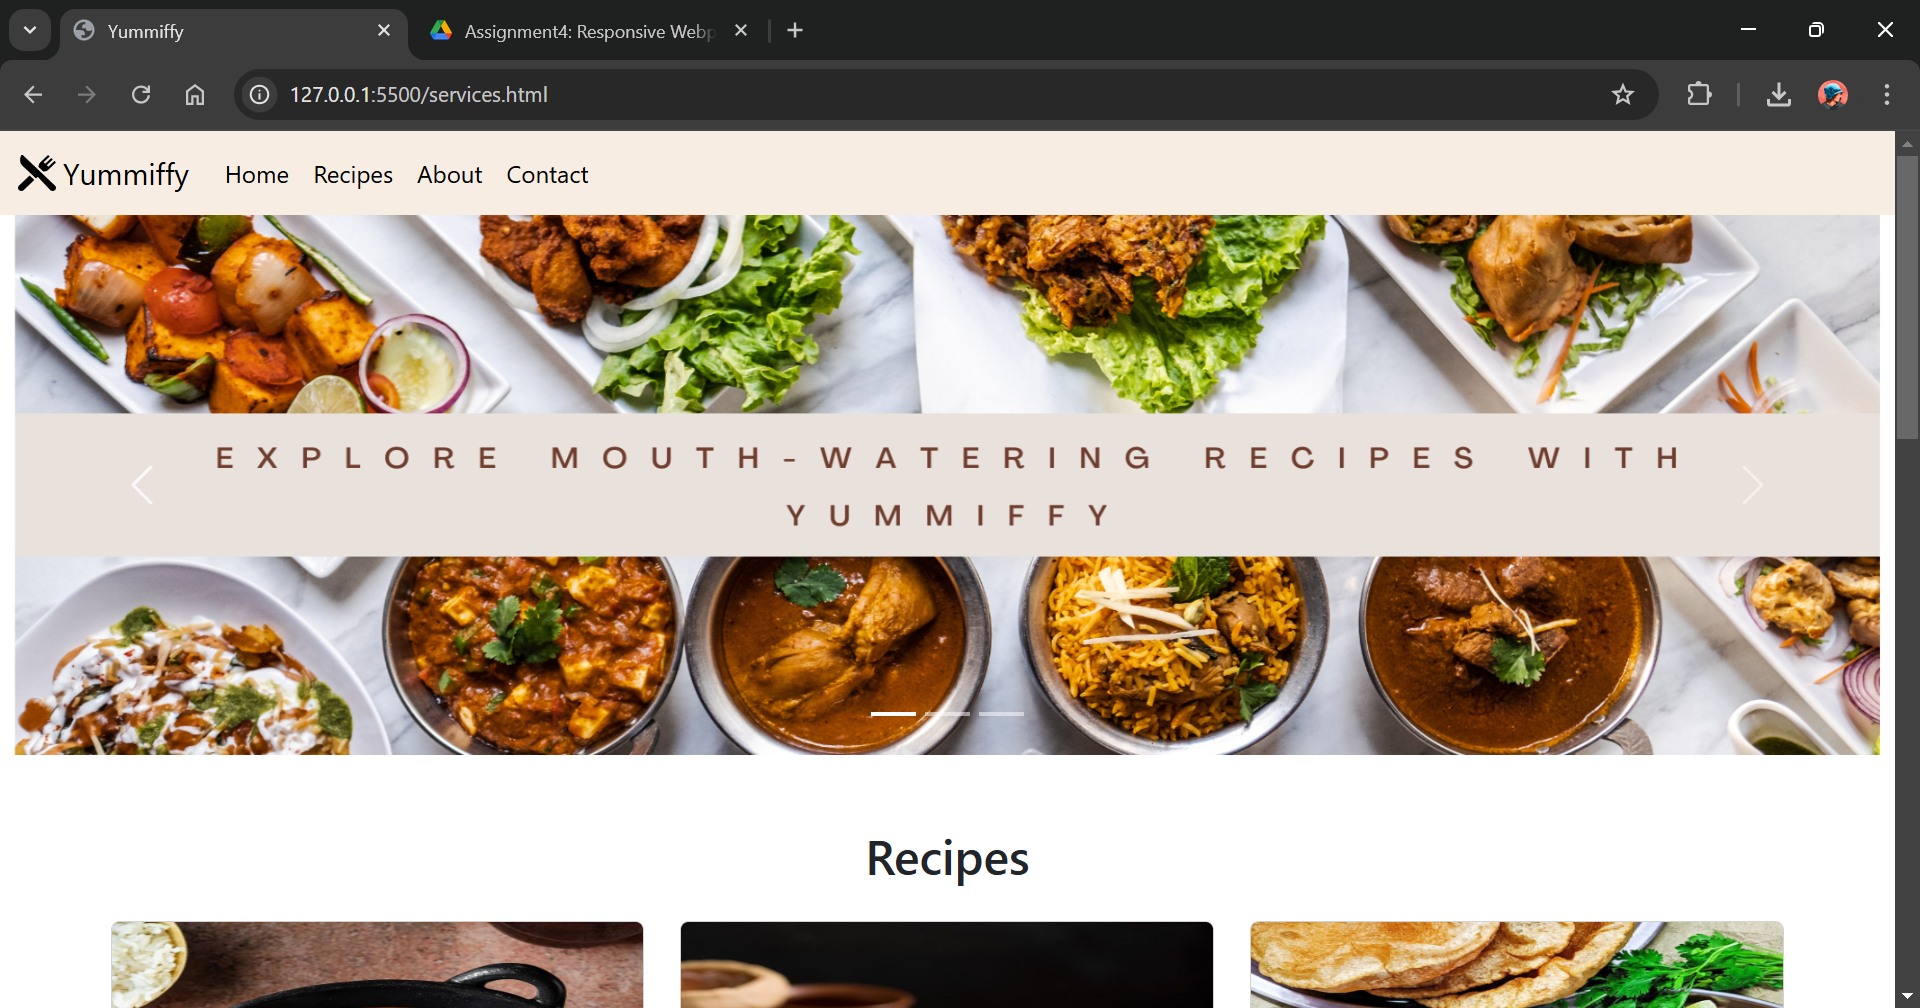 Yummiffy
Assignment4: Responsive Webp
127.0.0.1:5500/services.html
Yummiffy Home Recipes About Contact
EXPLORE MOUTH-WATERING RECIPES WITH
YUMMIFFY
Recipes